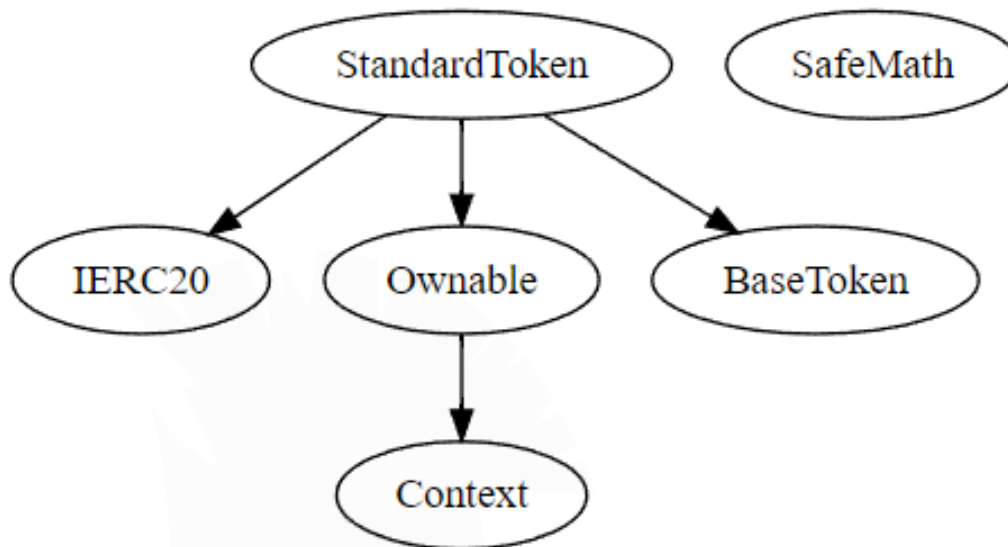 StandardToken
SafeMath
IERC20
Ownable
BaseToken
Context